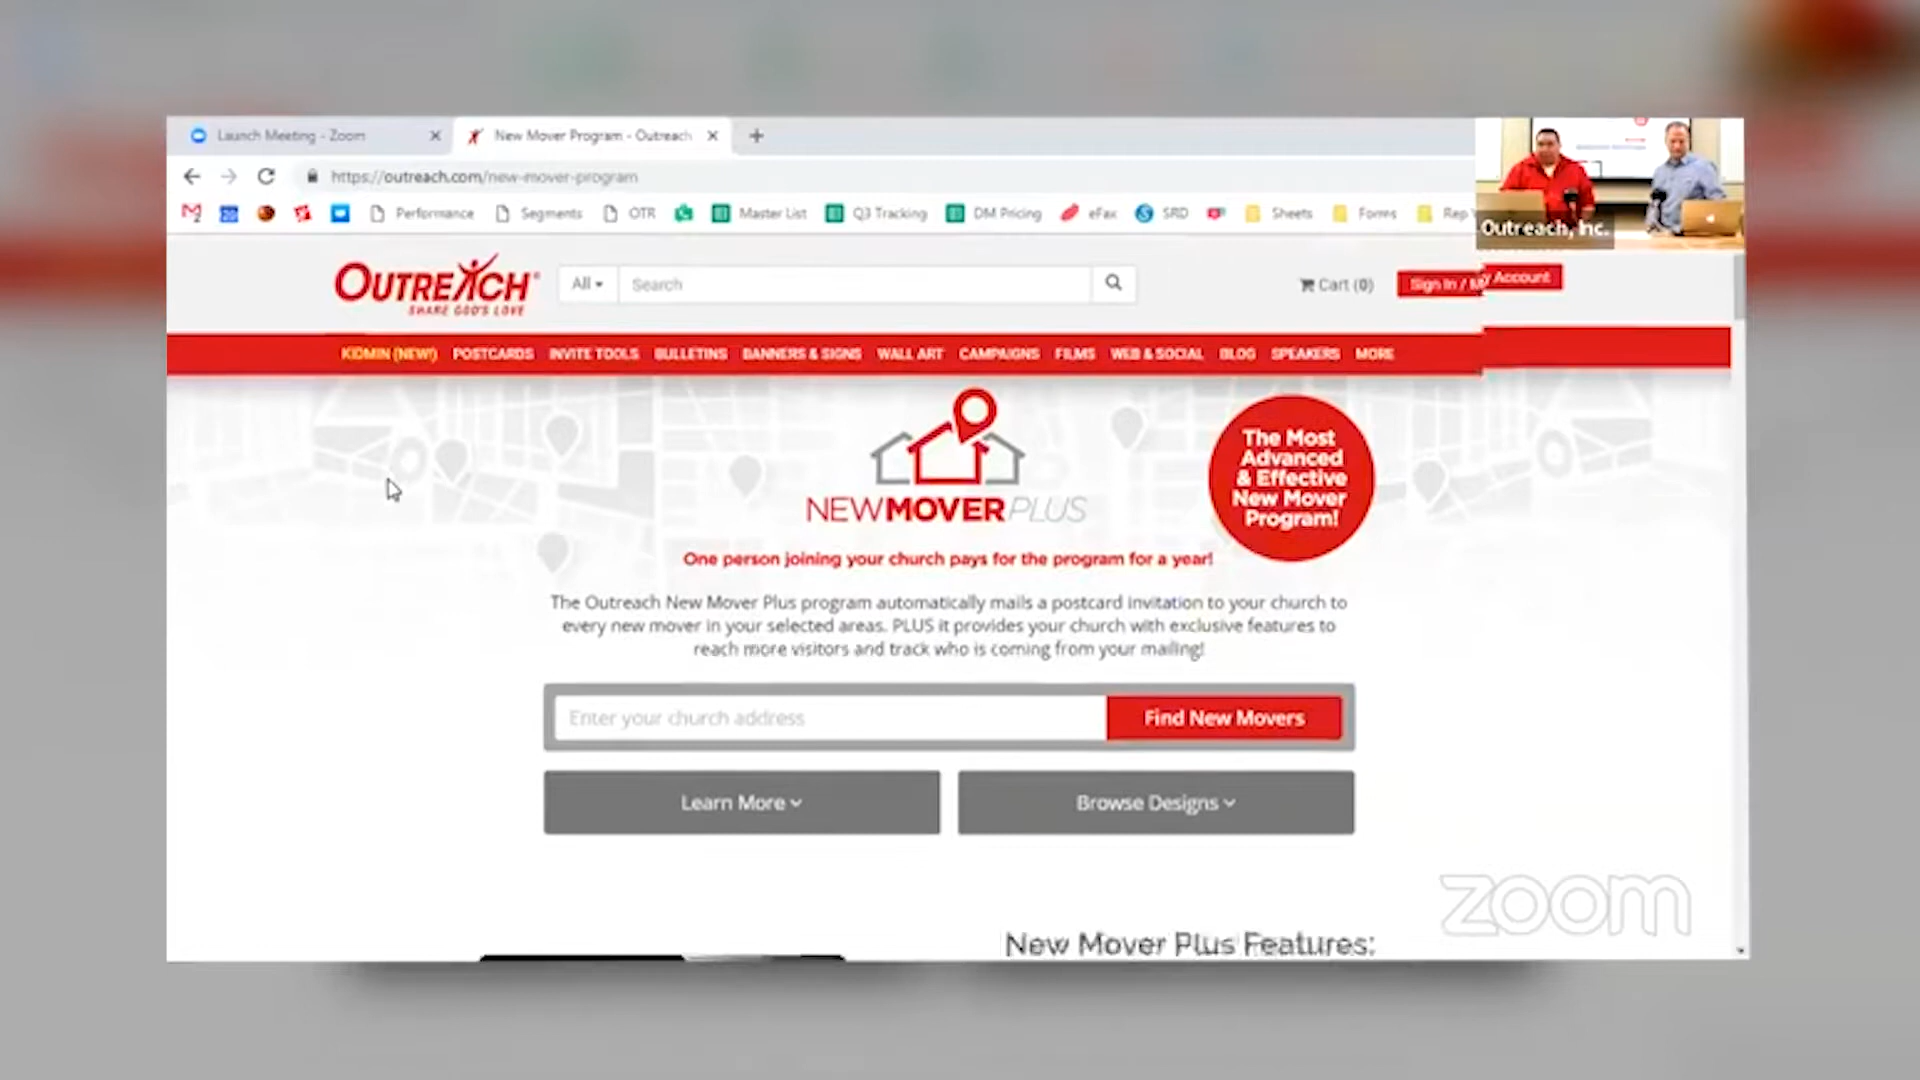 Launch Meeting - Zoom
New Mover Program - Outreach
https://outreach.com/new-mover-program
Performance
Segments
OTR
Master List
Q3 Tracking
DM Pricing
eFax
SRD
Sheets
Forms
Rep
Outreach, Inc.
OUTREACH
SHARE GOD'S LOVE
All
Search
Cart (0)
Sign In / My Account
KIDMIN (NEW!) POSTCARDS INVITE TOOLS BULLETINS BANNERS & SIGNS WALL ART CAMPAIGNS FILMS WEB & SOCIAL BLOG SPEAKERS MORE
NEWMOVERPLUS
The Most
Advanced
& Effective
New Mover
Program!
One person joining your church pays for the program for a year!
The Outreach New Mover Plus program automatically mails a postcard invitation to your church to
every new mover in your selected areas. PLUS it provides your church with exclusive features to
reach more visitors and track who is coming from your mailing!
Enter your church address
Find New Movers
Learn More
Browse Designs
zoom
New Mover Plus Features: